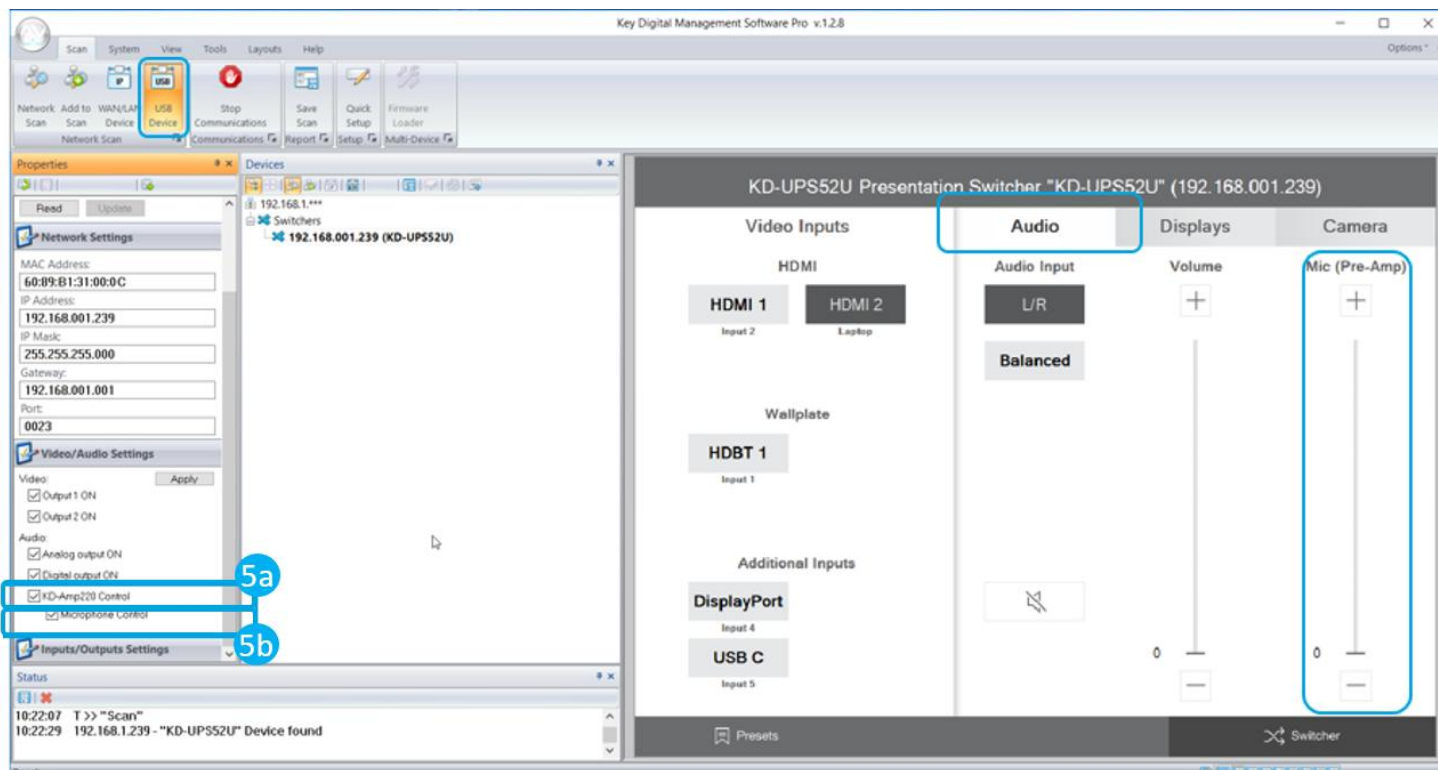 Key Digital Management Software Pro v.1.2.8
Scan System View Tools Layouts Help
Options
Network Scan
Add to Scan
WAN/LAN Device
USB Device
Stop Communications
Save Scan
Quick Setup
Firmware Loader
Network Scan
Communications
Report
Setup
Multi-Device
Properties
Read Update
Network Settings
MAC Address:
60:89:B1:31:00:0C
IP Address:
192.168.001.239
IP Mask:
255.255.255.000
Gateway:
192.168.001.001
Port:
0023
Video/Audio Settings
Video: Apply
Output 1 ON
Output 2 ON
Audio:
Analog output ON
Digital output ON
5a
KD-Amp220 Control
Microphone Control
5b
Inputs/Outputs Settings
Devices
192.168.1.***
Switchers
192.168.001.239 (KD-UPS52U)
Status
10:22:07 T >> "Scan"
10:22:29 192.168.1.239 - "KD-UPS52U" Device found
KD-UPS52U Presentation Switcher "KD-UPS52U" (192.168.001.239)
Video Inputs
HDMI
HDMI 1 HDMI 2
Input 2 Laptop
Wallplate
HDBT 1
Input 1
Additional Inputs
DisplayPort
Input 4
USB C
Input 5
Audio Displays Camera
Audio Input Volume Mic (Pre-Amp)
L/R
Balanced
0 0
Presets Switcher